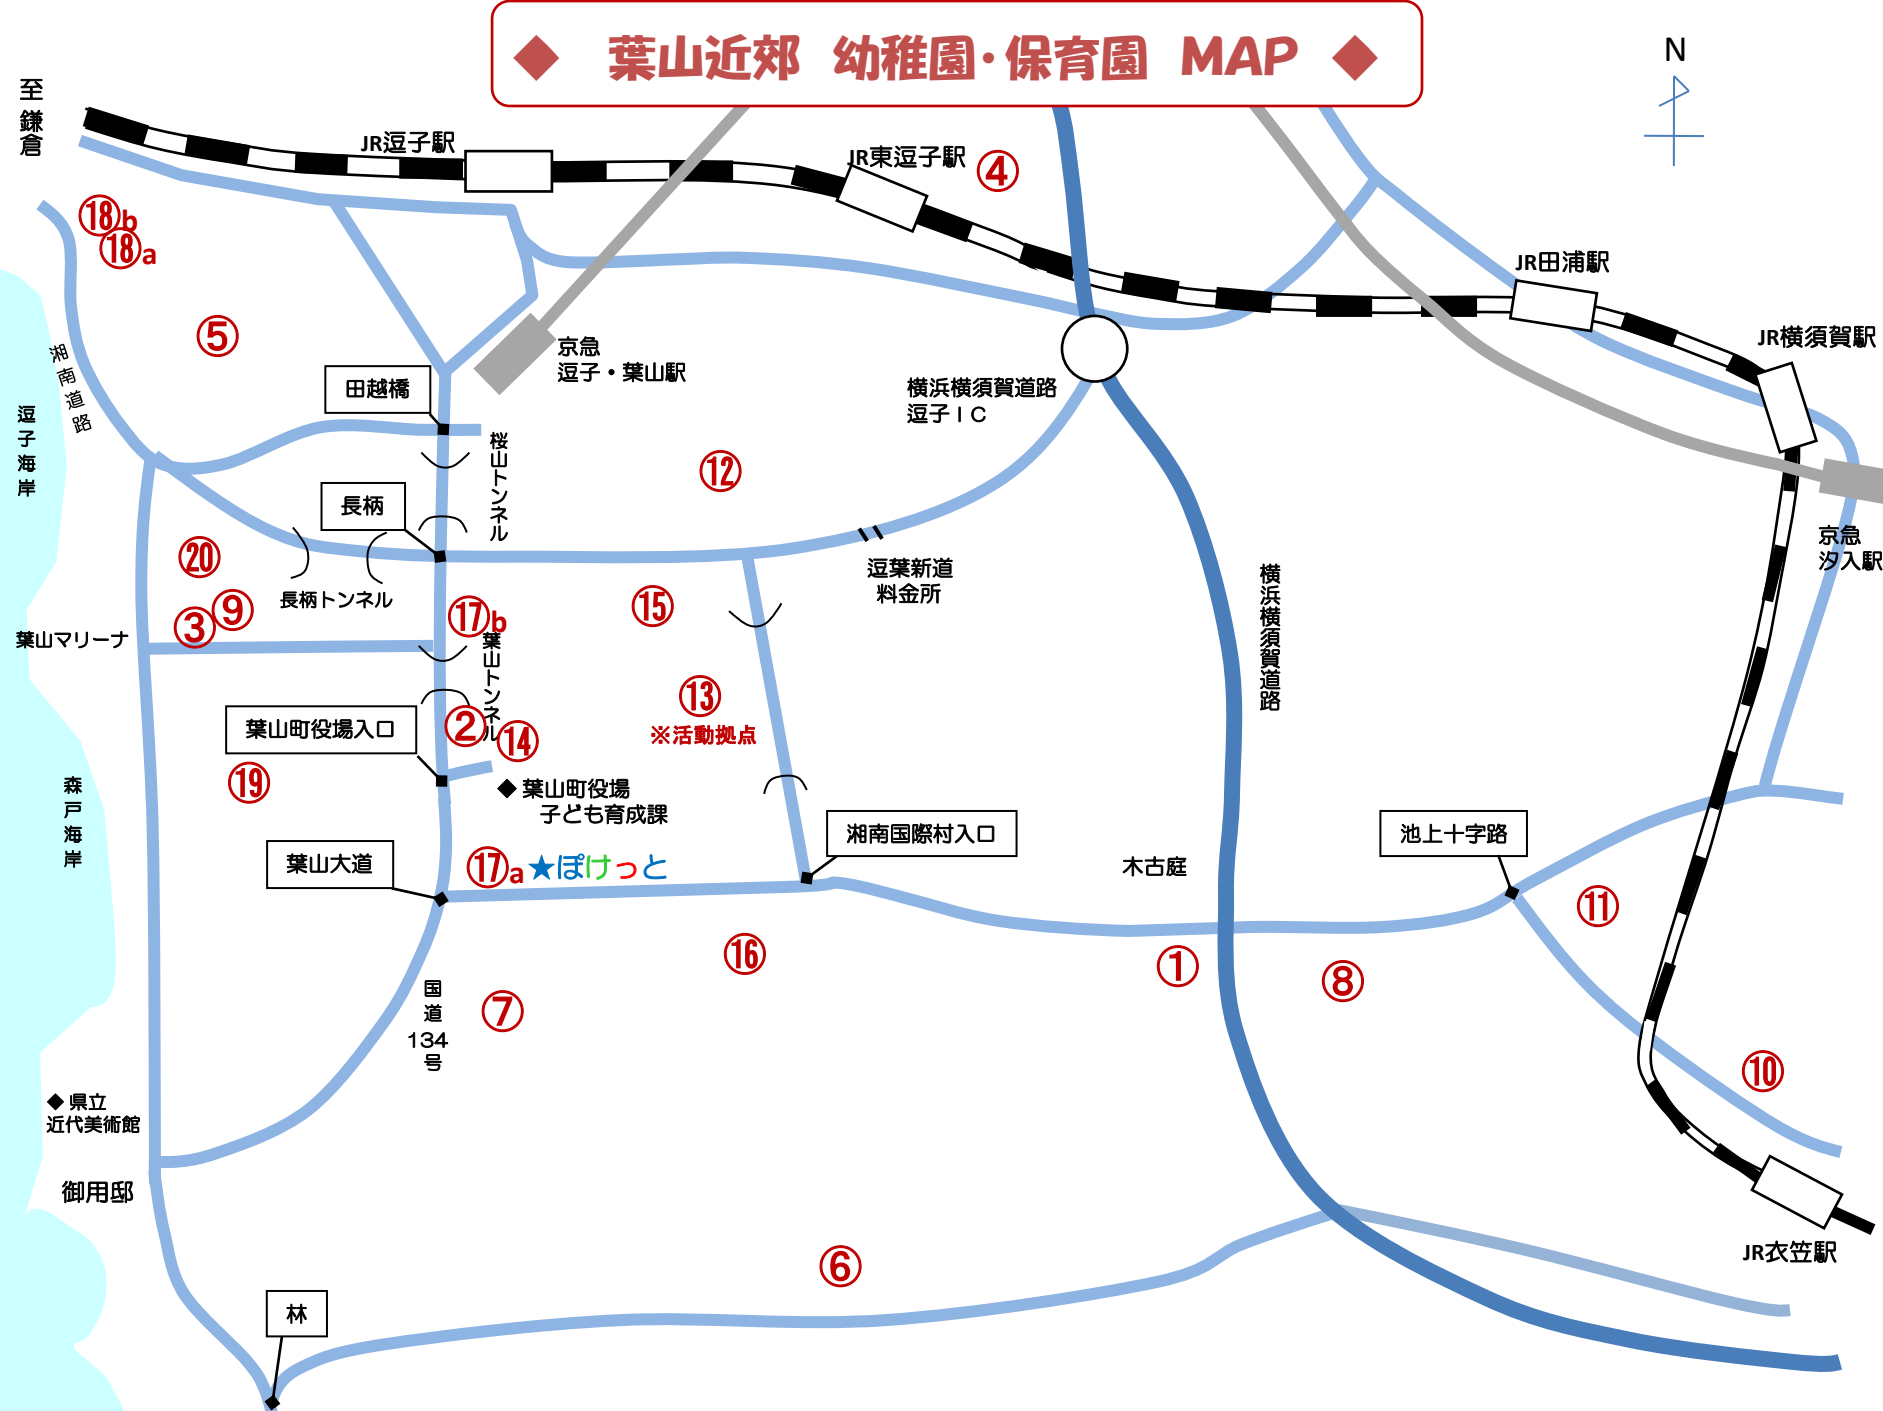 ◆ 葉山近郊 幼稚園・保育園 MAP ◆
N
至鎌倉
JR逗子駅
JR東逗子駅
④
⑱b
⑱a
JR田浦駅
⑤
JR横須賀駅
湘南道路
京急
逗子・葉山駅
田越橋
横浜横須賀道路
逗子IC
逗子海岸
桜山トンネル
⑫
長柄
京急
汐入駅
⑳
逗葉新道
料金所
長柄トンネル
横浜横須賀道路
③
⑨
⑰b
⑮
葉山マリーナ
葉山トンネル
⑬
※活動拠点
葉山町役場入口
②
⑭
⑲
◆ 葉山町役場
子ども育成課
森戸海岸
湘南国際村入口
池上十字路
葉山大道
⑰a
★ぽけっと
木古庭
⑪
⑯
①
⑧
国道
134
号
⑦
⑩
◆ 県立
近代美術館
御用邸
⑥
JR衣笠駅
林